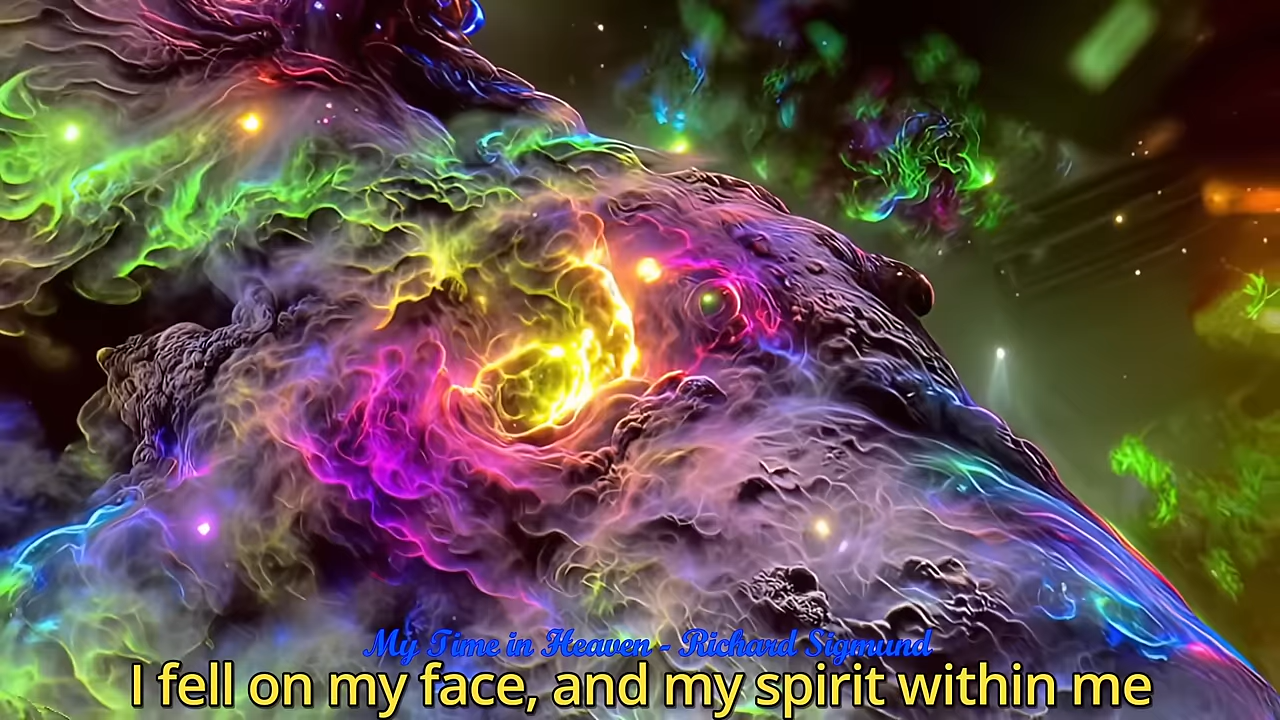 My Time in Heaven - Richard Sigmund
I fell on my face, and my spirit within me